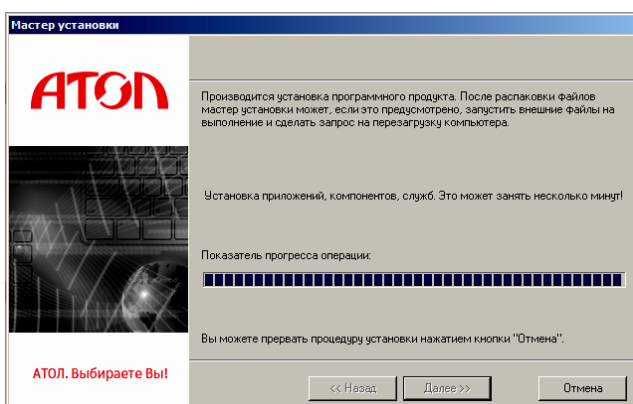 Мастер установки
АТОЛ
Производится установка программного продукта. После распаковки файлов
мастер установки может, если это предусмотрено, запустить внешние файлы на
выполнение и сделать запрос на перезагрузку компьютера.
Установка приложений, компонентов, служб. Это может занять несколько минут!
Показатель прогресса операции:
Вы можете прервать процедуру установки нажатием кнопки "Отмена".
АТОЛ. Выбираете Вы!
<< Назад
Далее >>
Отмена